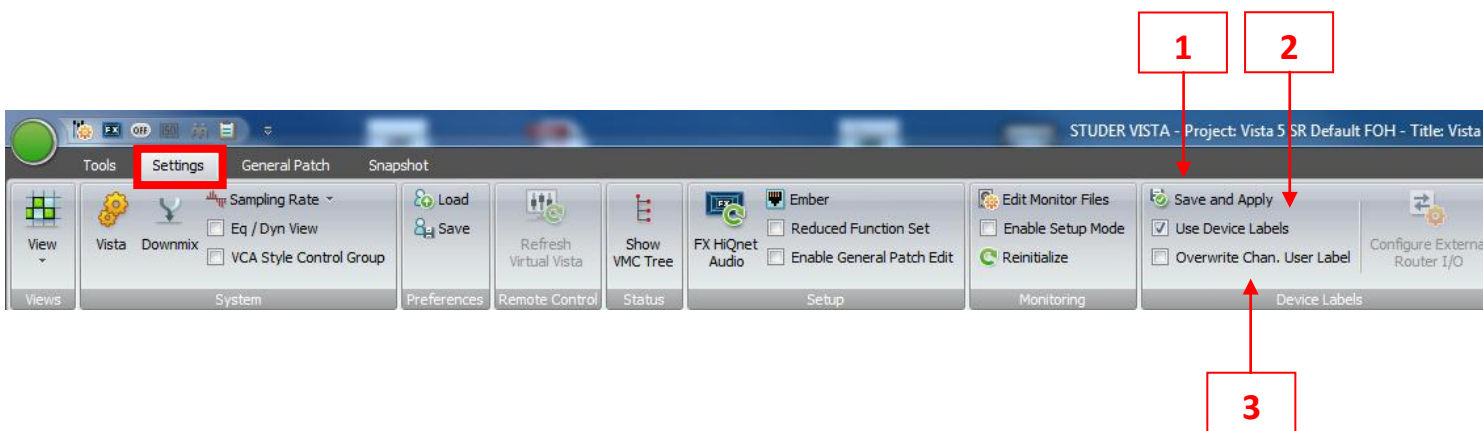 1
2
FX OFF ISO
STUDER VISTA - Project: Vista 5 SR Default FOH - Title: Vista
Tools Settings General Patch Snapshot
View
Vista
Downmix
Sampling Rate
Eq / Dyn View
VCA Style Control Group
Load
Save
Refresh
Virtual Vista
Show
VMC Tree
FX
FX HiQnet
Audio
Ember
Reduced Function Set
Enable General Patch Edit
Edit Monitor Files
Enable Setup Mode
Reinitialize
Save and Apply
Use Device Labels
Overwrite Chan. User Label
Configure Externa
Router I/O
Views System Preferences Remote Control Status Setup Monitoring Device Labels
3